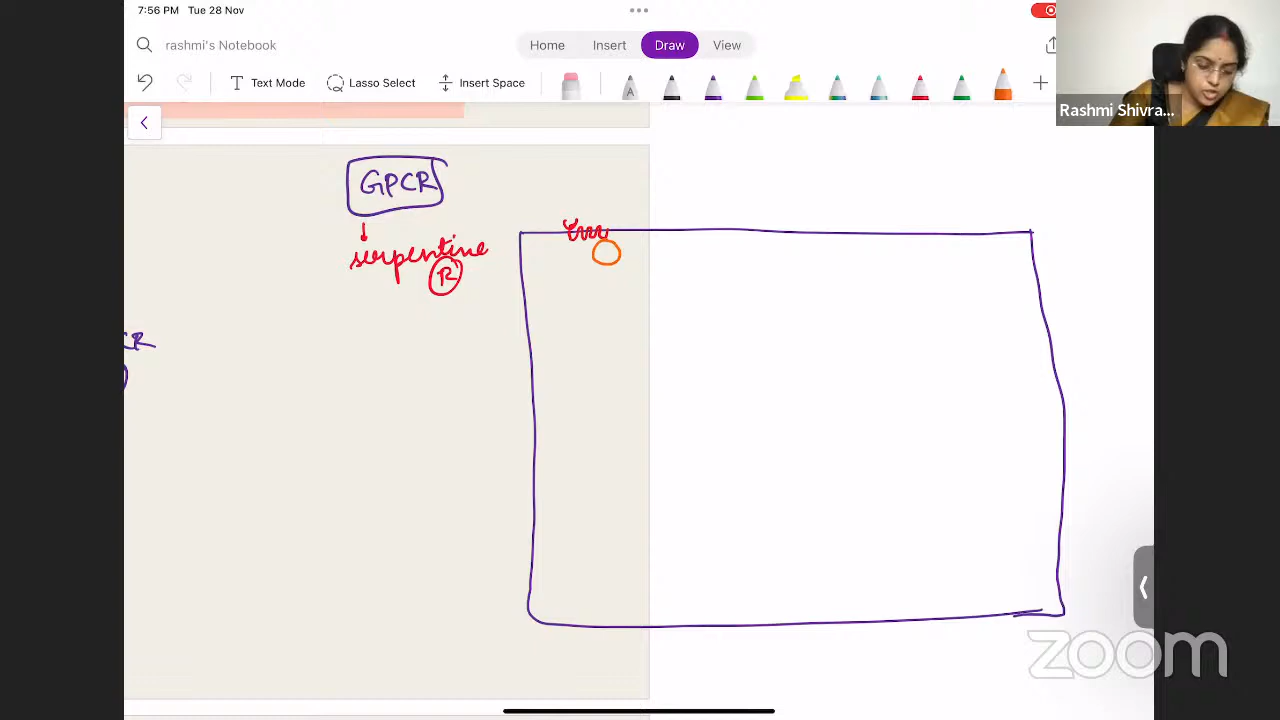 7:56 PM Tue 28 Nov
rashmi's Notebook
Home Insert Draw View
Text Mode Lasso Select Insert Space
A
Rashmi Shivra...
GPCR
serpentine
R
CR
zoom